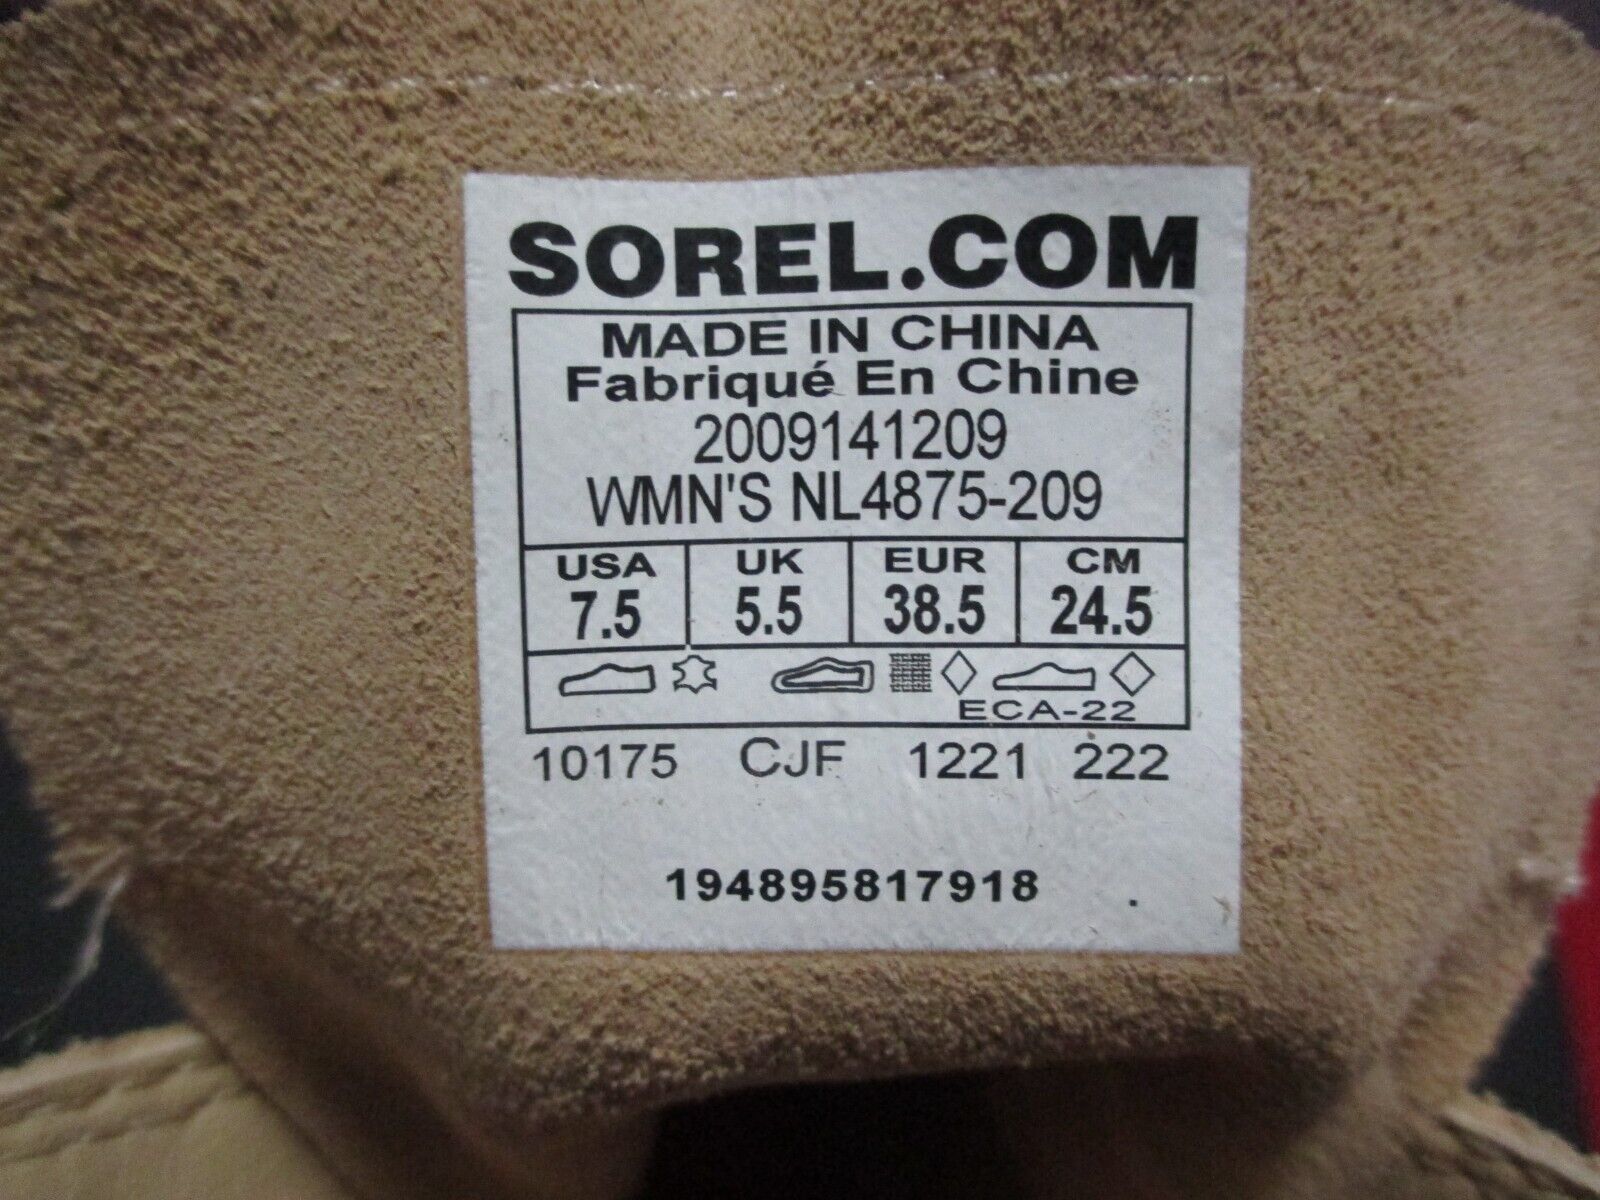 SOREL.COM
MADE IN CHINA
Fabriqué En Chine
2009141209
WMN'S NL4875-209
USA UK EUR CM
7.5 5.5 38.5 24.5
ECA-22
10175 CJF 1221 222
194895817918